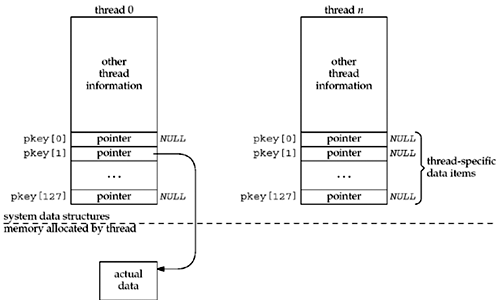 thread 0
thread n
other
thread
information
other
thread
information
pkey[0] pointer NULL
pkey[0] pointer NULL
pkey[1] pointer
pkey[1] pointer NULL
...
...
thread-specific
data items
pkey[127] pointer NULL
pkey[127] pointer NULL
system data structures
memory allocated by thread
actual
data